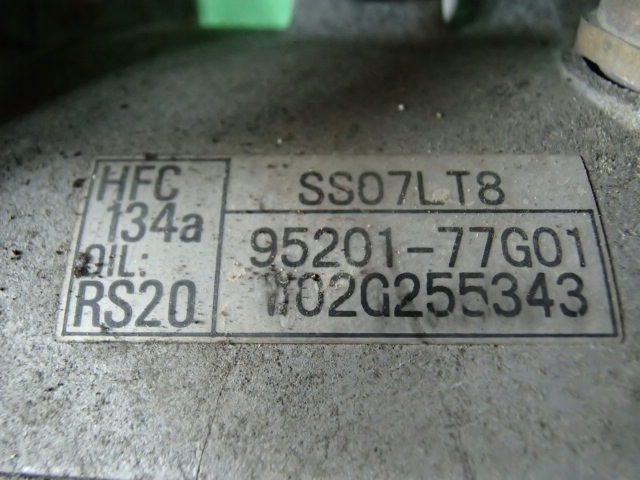 HFC
134a
OIL:
RS20
SS07LT8
95201-77G01
W02G255343